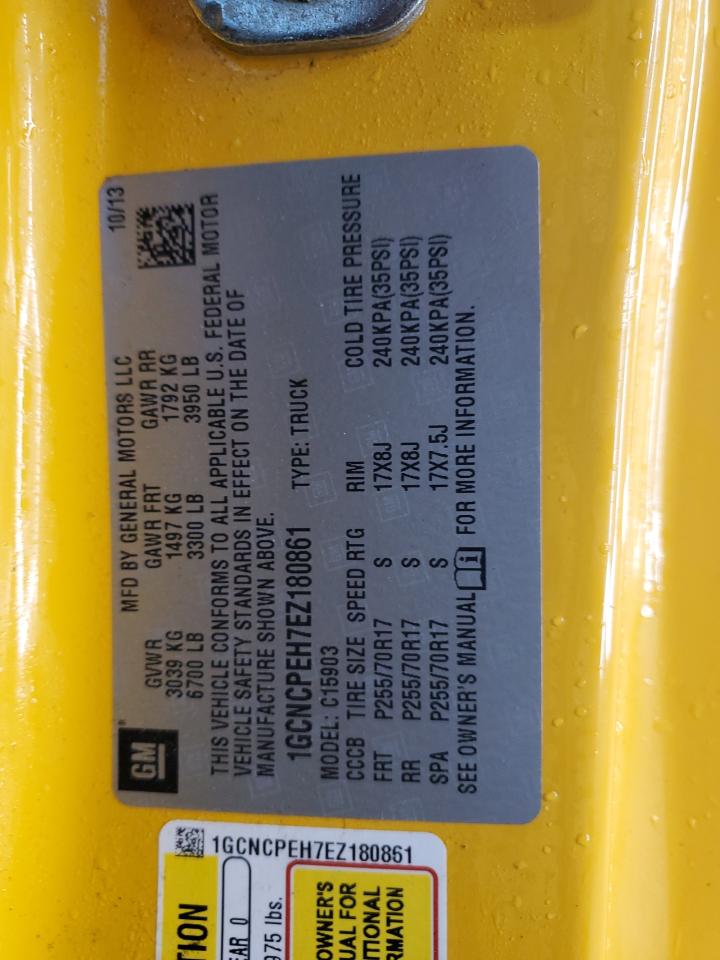 GM®
MFD BY GENERAL MOTORS LLC 10/13
GVWR GAWR FRT GAWR RR
3039 KG 1497 KG 1792 KG
6700 LB 3300 LB 3950 LB
THIS VEHICLE CONFORMS TO ALL APPLICABLE U.S. FEDERAL MOTOR
VEHICLE SAFETY STANDARDS IN EFFECT ON THE DATE OF
MANUFACTURE SHOWN ABOVE.
1GCNCPEH7EZ180861 TYPE: TRUCK
MODEL: C15903
CCCB TIRE SIZE SPEED RTG RIM COLD TIRE PRESSURE
FRT P255/70R17 S 17X8J 240KPA(35PSI)
RR P255/70R17 S 17X8J 240KPA(35PSI)
SPA P255/70R17 S 17X7.5J 240KPA(35PSI)
SEE OWNER'S MANUAL i FOR MORE INFORMATION.
1GCNCPEH7EZ180861
TION
EAR 0
975 lbs.
OWNER'S
UAL FOR
ITIONAL
RMATION